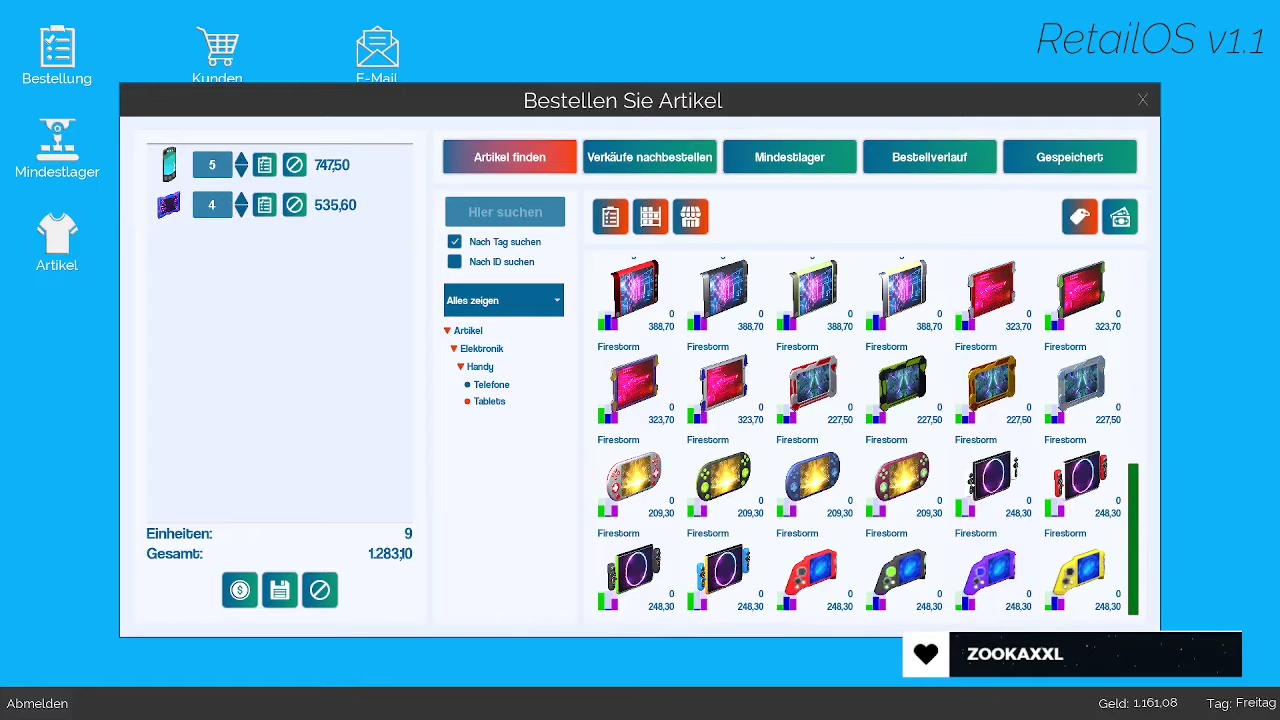 RetailOS v1.1
Bestellung
Kunden
E-Mail
Mindestlager
Artikel
Bestellen Sie Artikel
X
5
747,50
4
535,60
Einheiten: 9
Gesamt: 1.283,10
Artikel finden
Verkäufe nachbestellen
Mindestlager
Bestellverlauf
Gespeichert
Hier suchen
Nach Tag suchen
Nach ID suchen
Alles zeigen
Artikel
Elektronik
Handy
Telefone
Tablets
0 0 0 0 0 0
388,70 388,70 388,70 388,70 323,70 323,70
Firestorm Firestorm Firestorm Firestorm Firestorm Firestorm
0 0 0 0 0 0
323,70 323,70 227,50 227,50 227,50 227,50
Firestorm Firestorm Firestorm Firestorm Firestorm Firestorm
0 0 0 0 0 0
209,30 209,30 209,30 209,30 248,30 248,30
Firestorm Firestorm Firestorm Firestorm Firestorm Firestorm
0 0 0 0 0 0
248,30 248,30 248,30 248,30 248,30 248,30
ZOOKAXXL
Abmelden
Geld: 1.161,08
Tag: Freitag